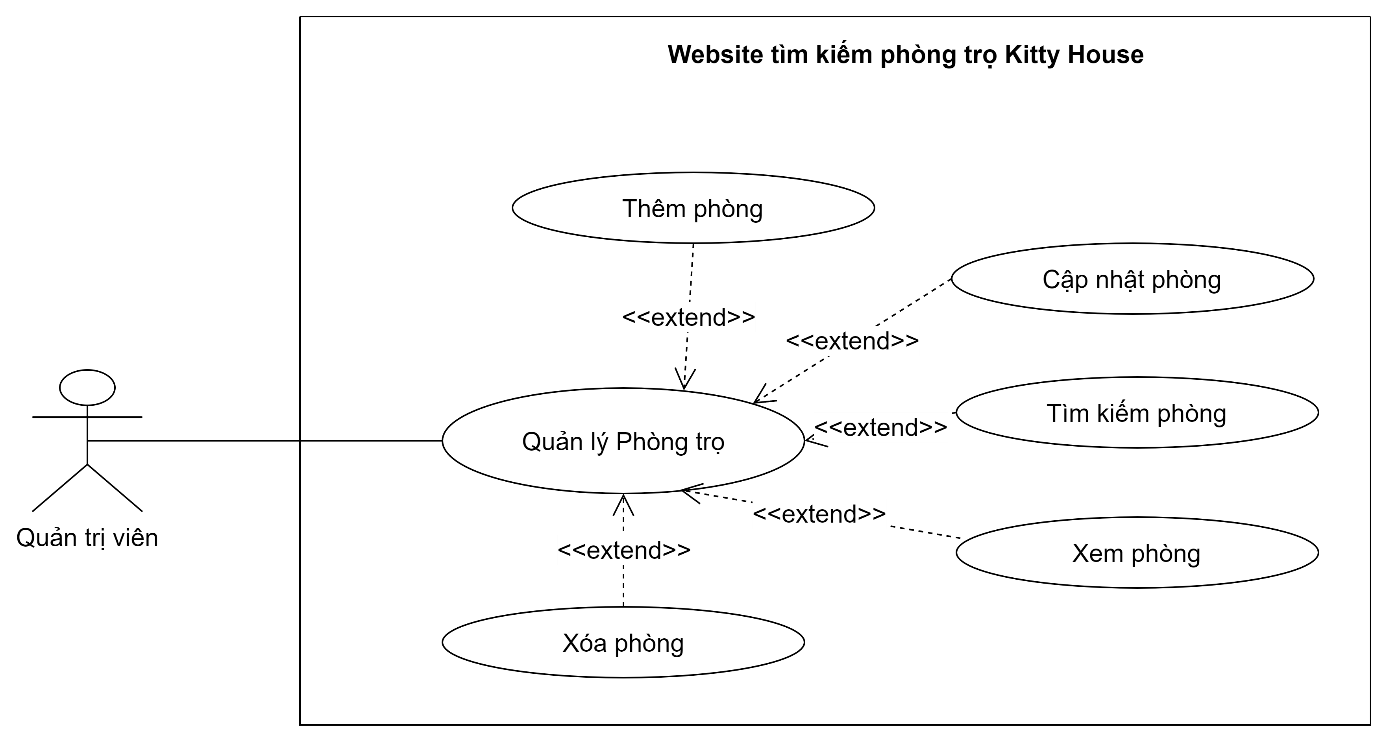 Website tìm kiếm phòng trọ Kitty House
Thêm phòng
Cập nhật phòng
<<extend>>
<<extend>>
Tìm kiếm phòng
<<extend>>
Quản lý Phòng trọ
<<extend>>
Quản trị viên
<<extend>>
Xem phòng
Xóa phòng